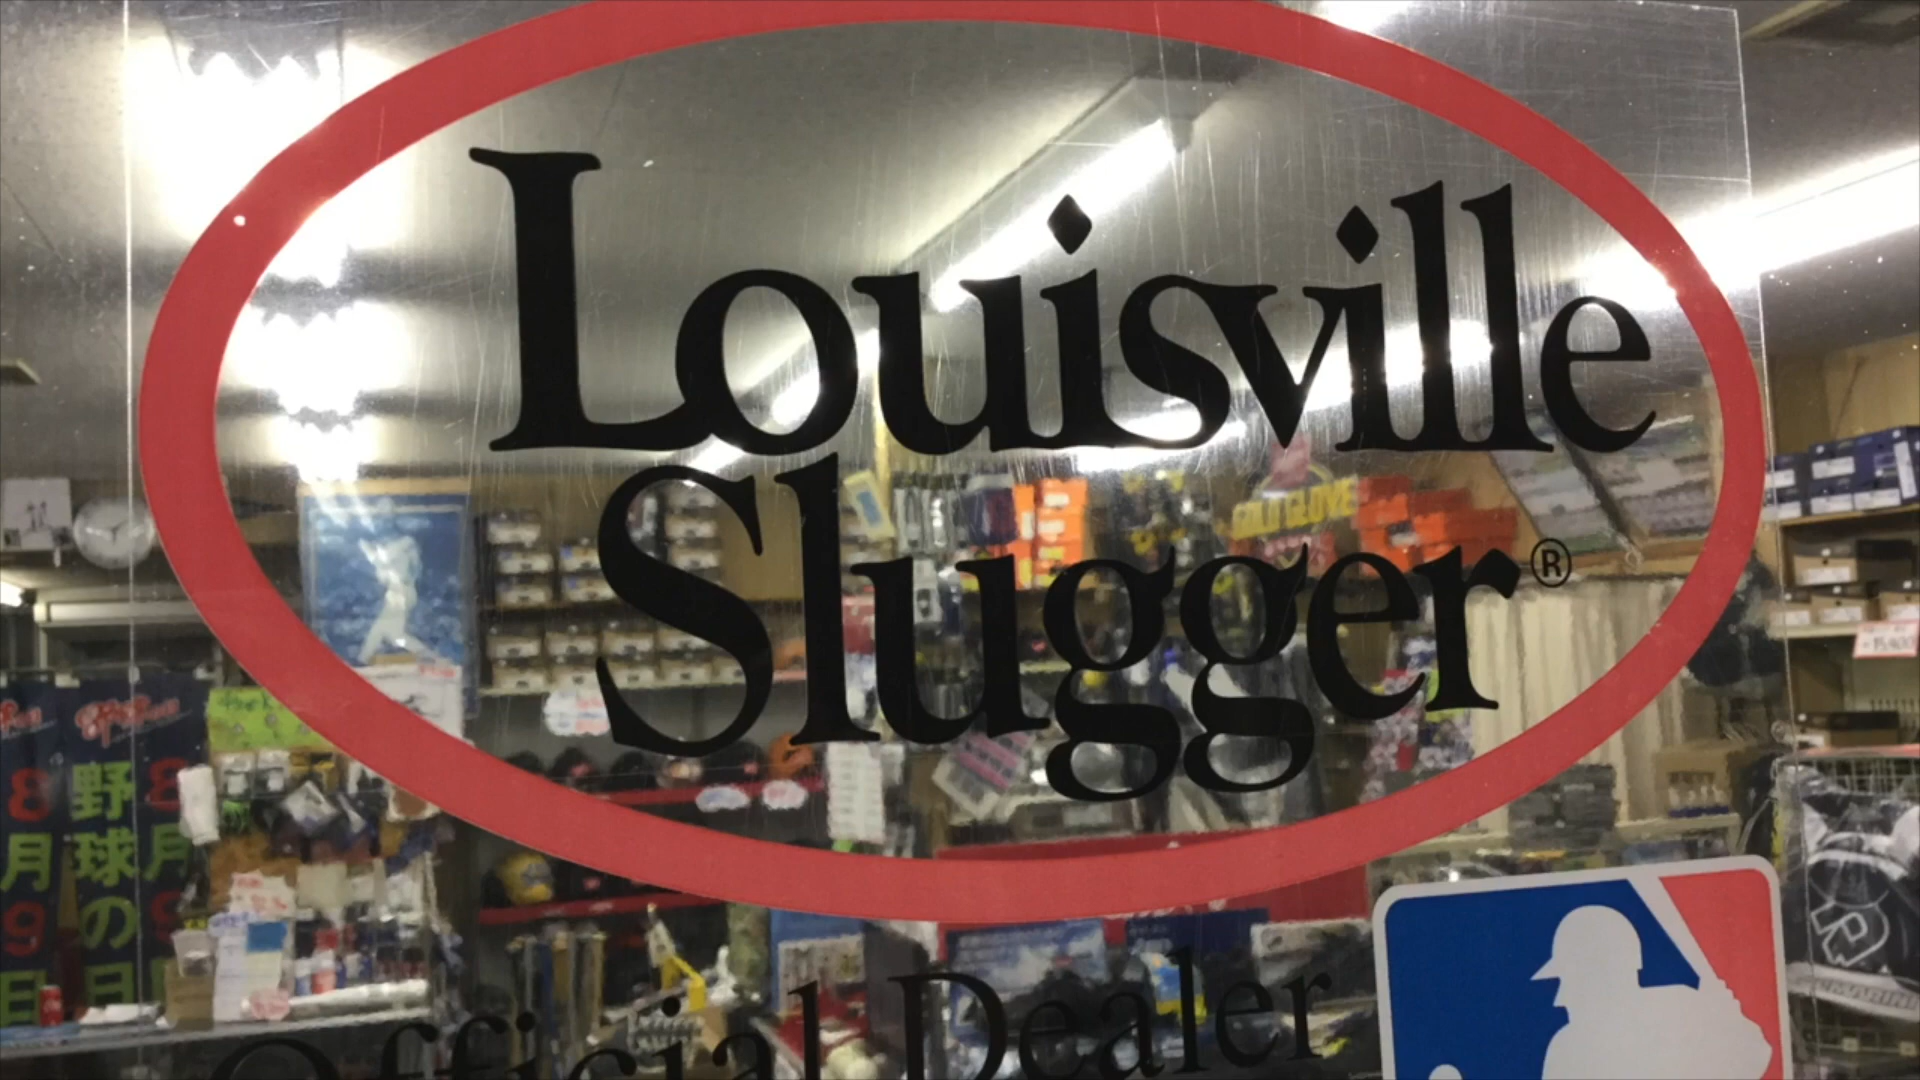 Louisville
Slugger®
GOLD GLOVE
Official Dealer
8月9日
野球の日
8月9日